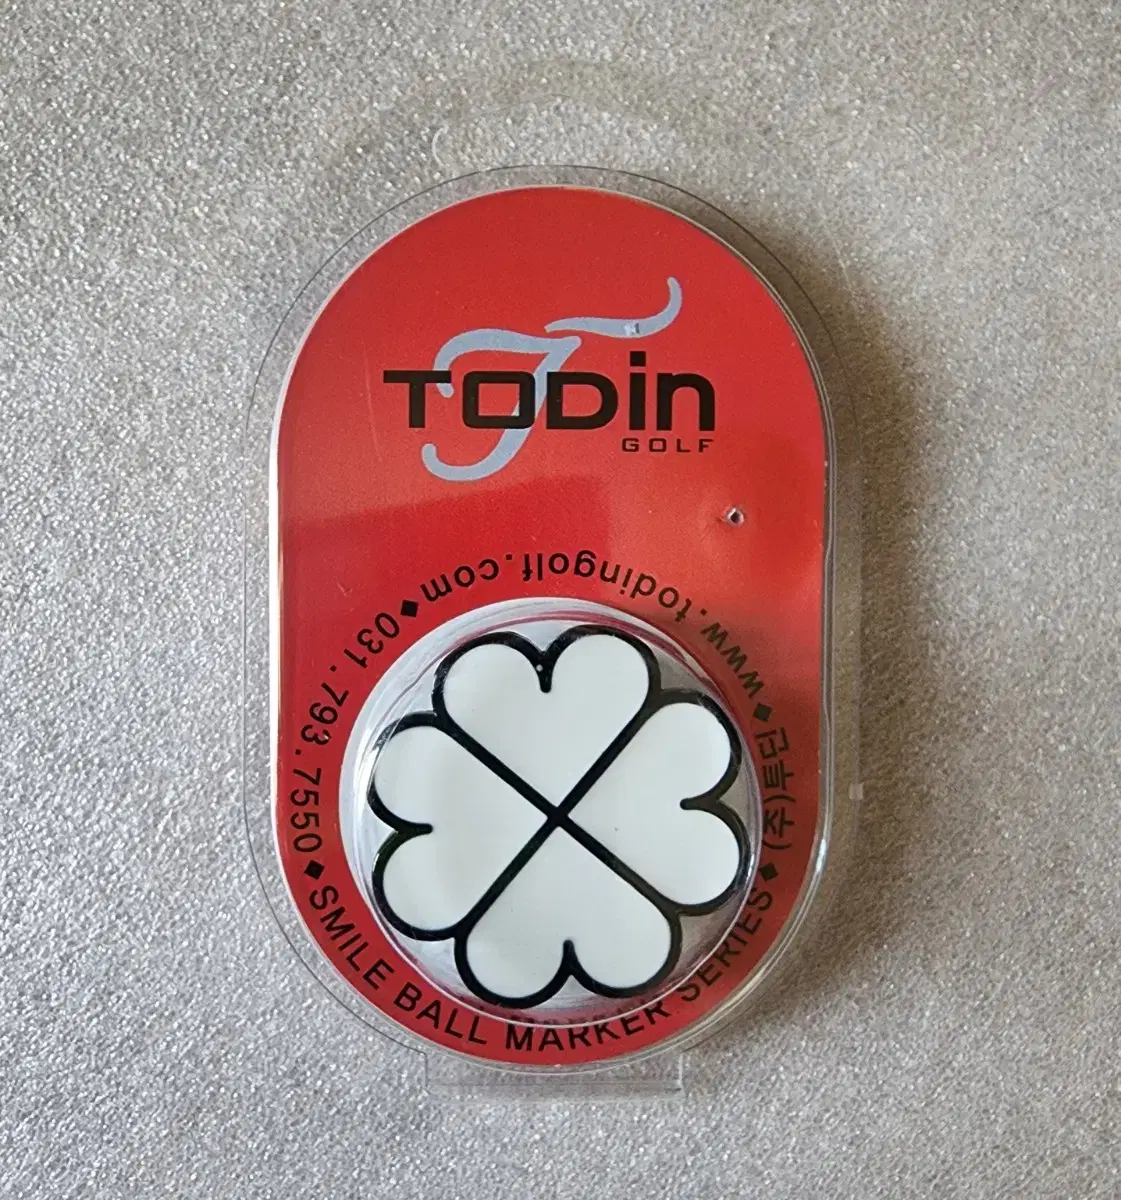 TODin
GOLF
SMILE BALL MARKER SERIES◆(주)투딘◆www.todingolf.com◆031.793.7550◆